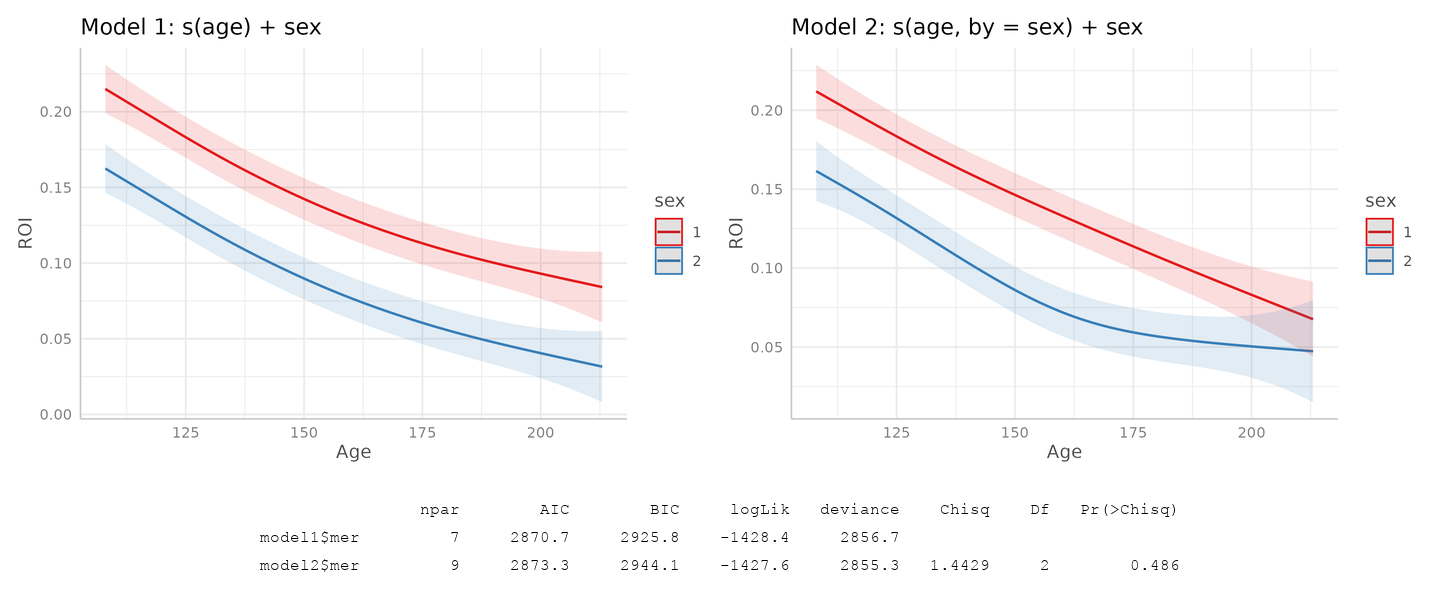 Model 1: s(age) + sex
0.20
0.15
0.10
0.05
0.00
ROI
125 150 175 200
Age
sex
1
2
Model 2: s(age, by = sex) + sex
0.20
0.15
0.10
0.05
ROI
125 150 175 200
Age
sex
1
2
npar AIC BIC logLik deviance Chisq Df Pr(>Chisq)
model1$mer 7 2870.7 2925.8 -1428.4 2856.7
model2$mer 9 2873.3 2944.1 -1427.6 2855.3 1.4429 2 0.486